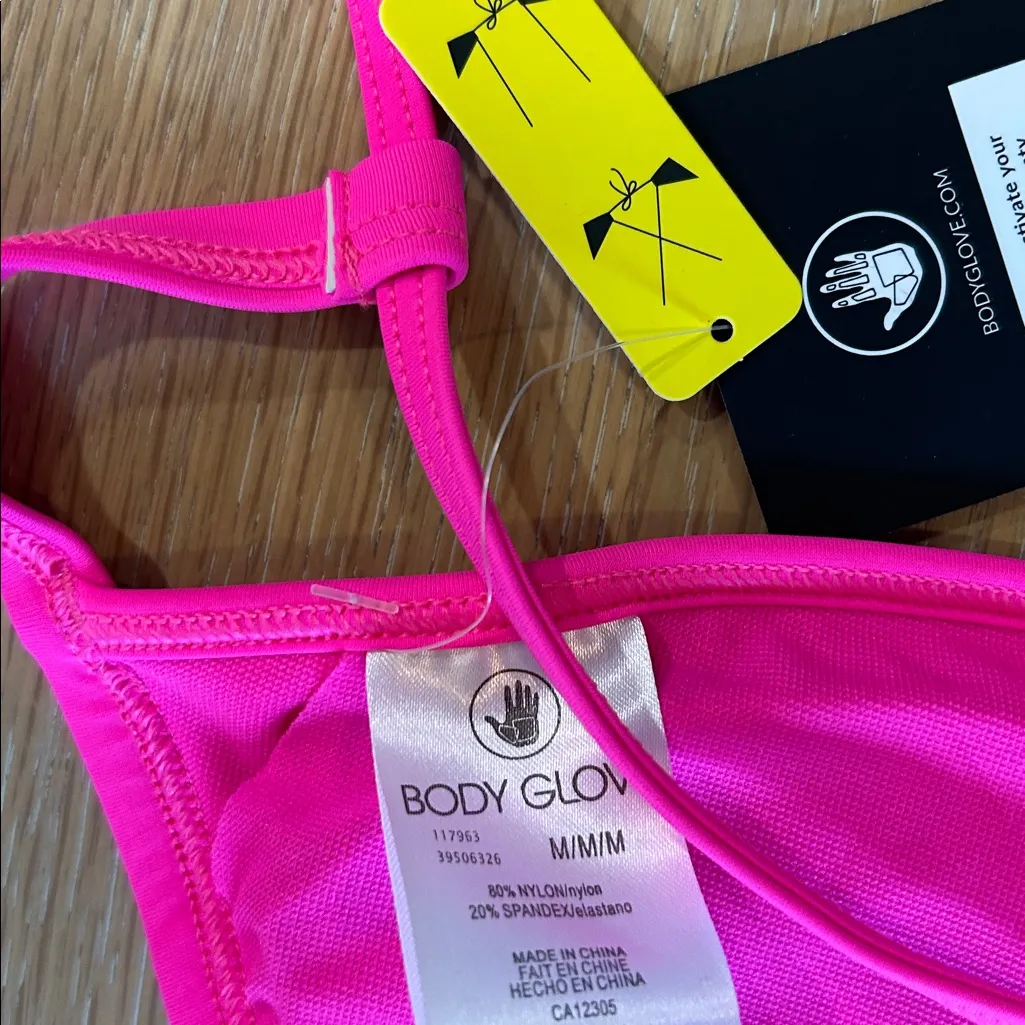 ctivate your
BODYGLOVE.COM
BODY GLOV
117963
39506326
M/M/M
80% NYLON/nylon
20% SPANDEX/elastano
MADE IN CHINA
FAIT EN CHINE
HECHO EN CHINA
CA12305